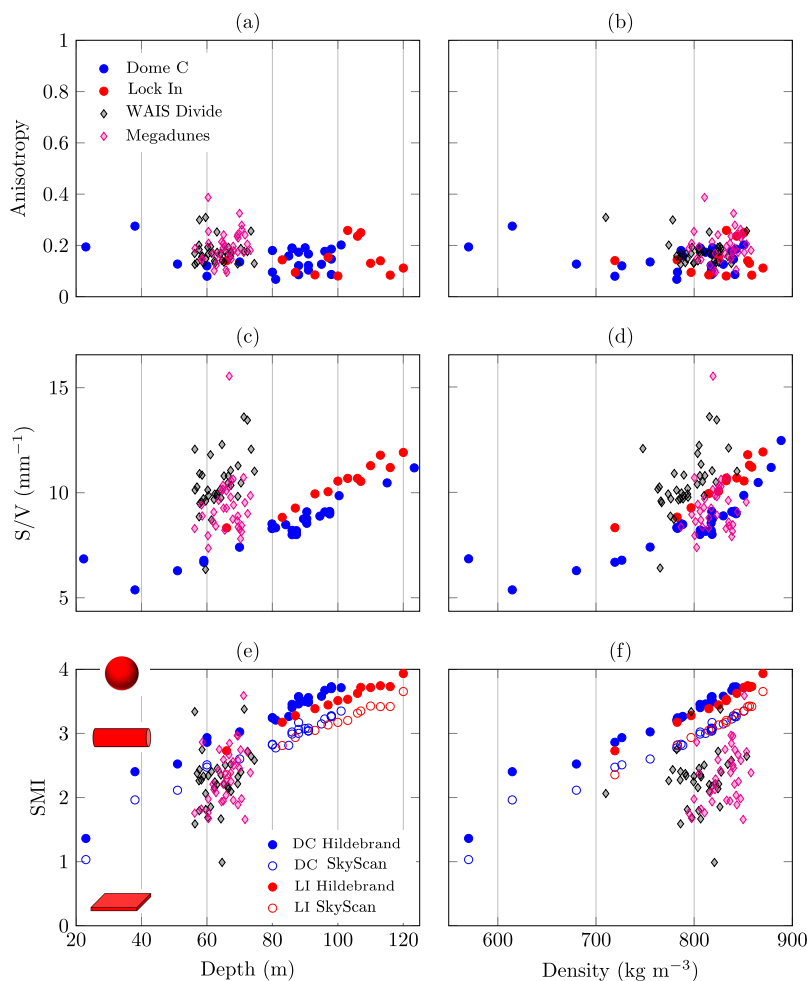 (a) (b)
Anisotropy
1
0.8
0.6
0.4
0.2
0
Dome C
Lock In
WAIS Divide
Megadunes
(c) (d)
S/V (mm⁻¹)
15
10
5
(e) (f)
SMI
4
3
2
1
0
DC Hildebrand
DC SkyScan
LI Hildebrand
LI SkyScan
20 40 60 80 100 120
Depth (m)
600 700 800 900
Density (kg m⁻³)